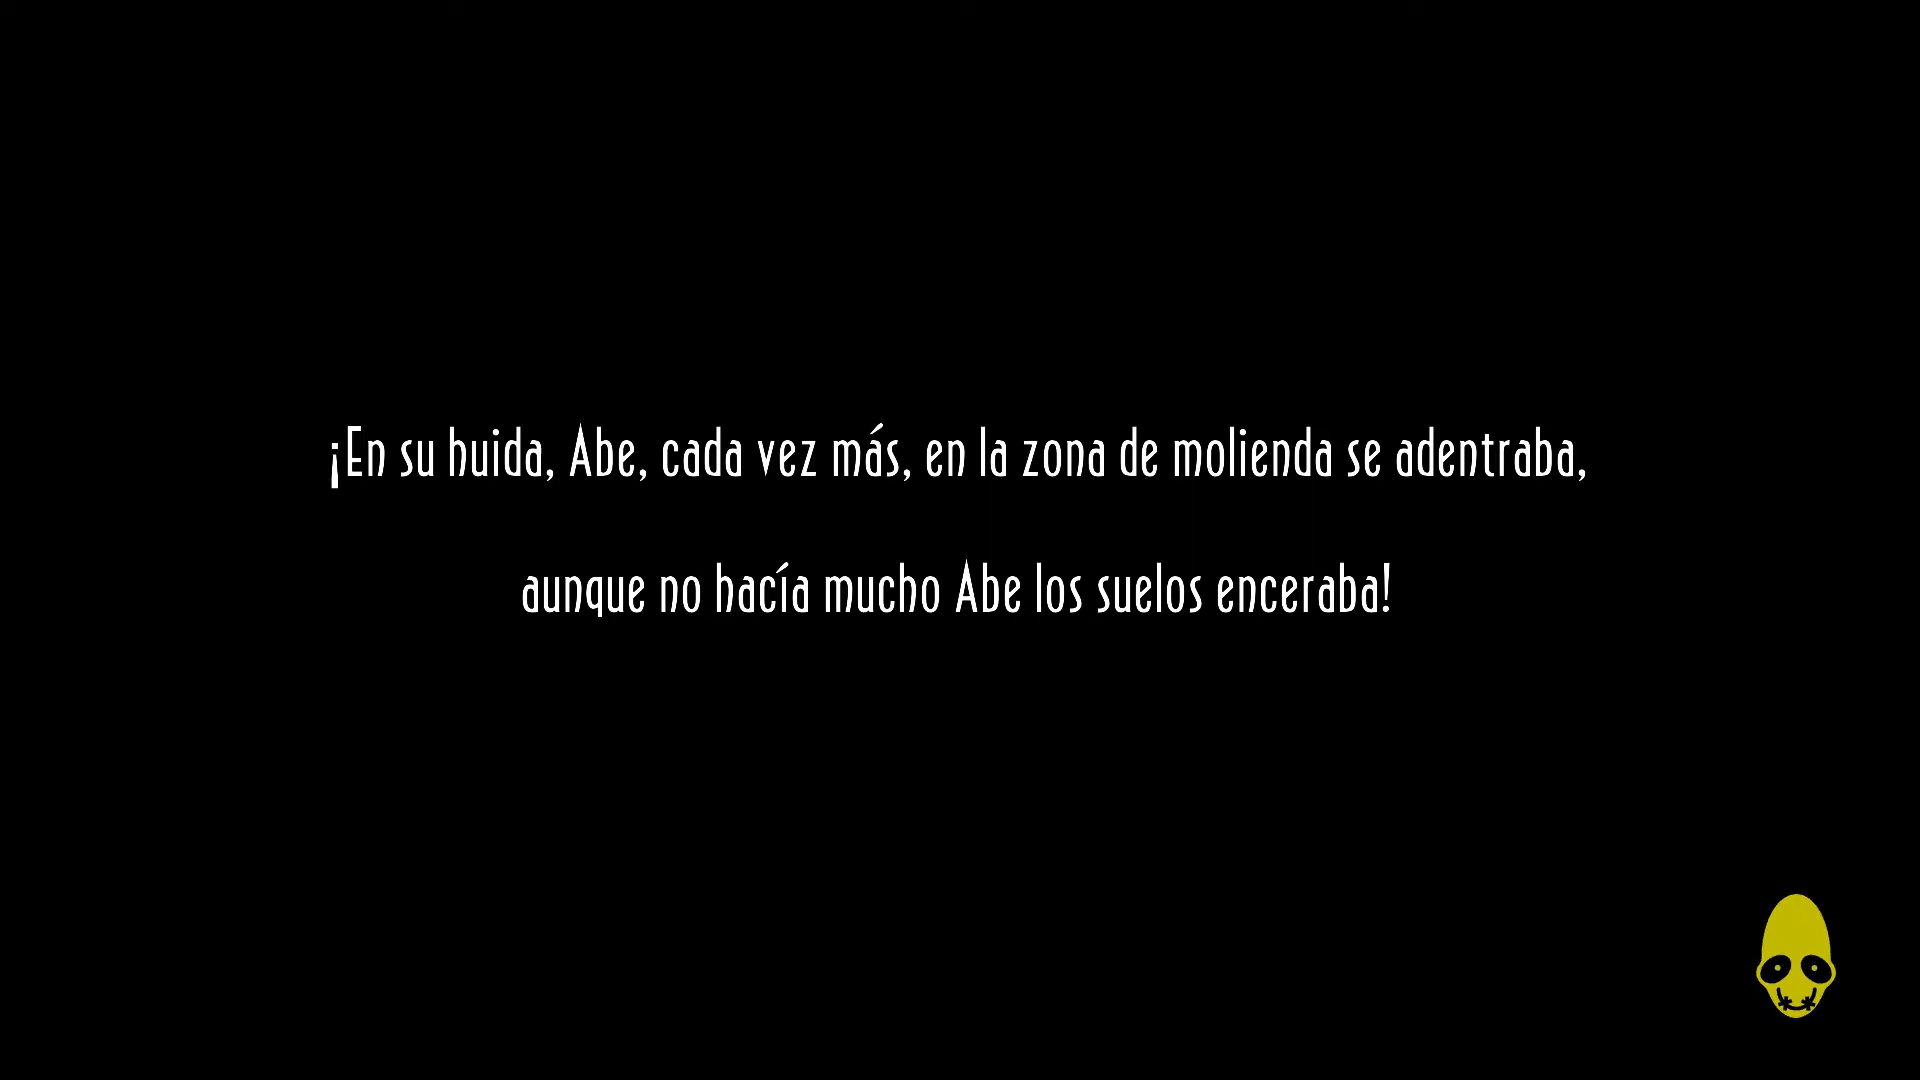 ¡En su huida, Abe, cada vez más, en la zona de molienda se adentraba,
aunque no hacía mucho Abe los suelos enceraba!